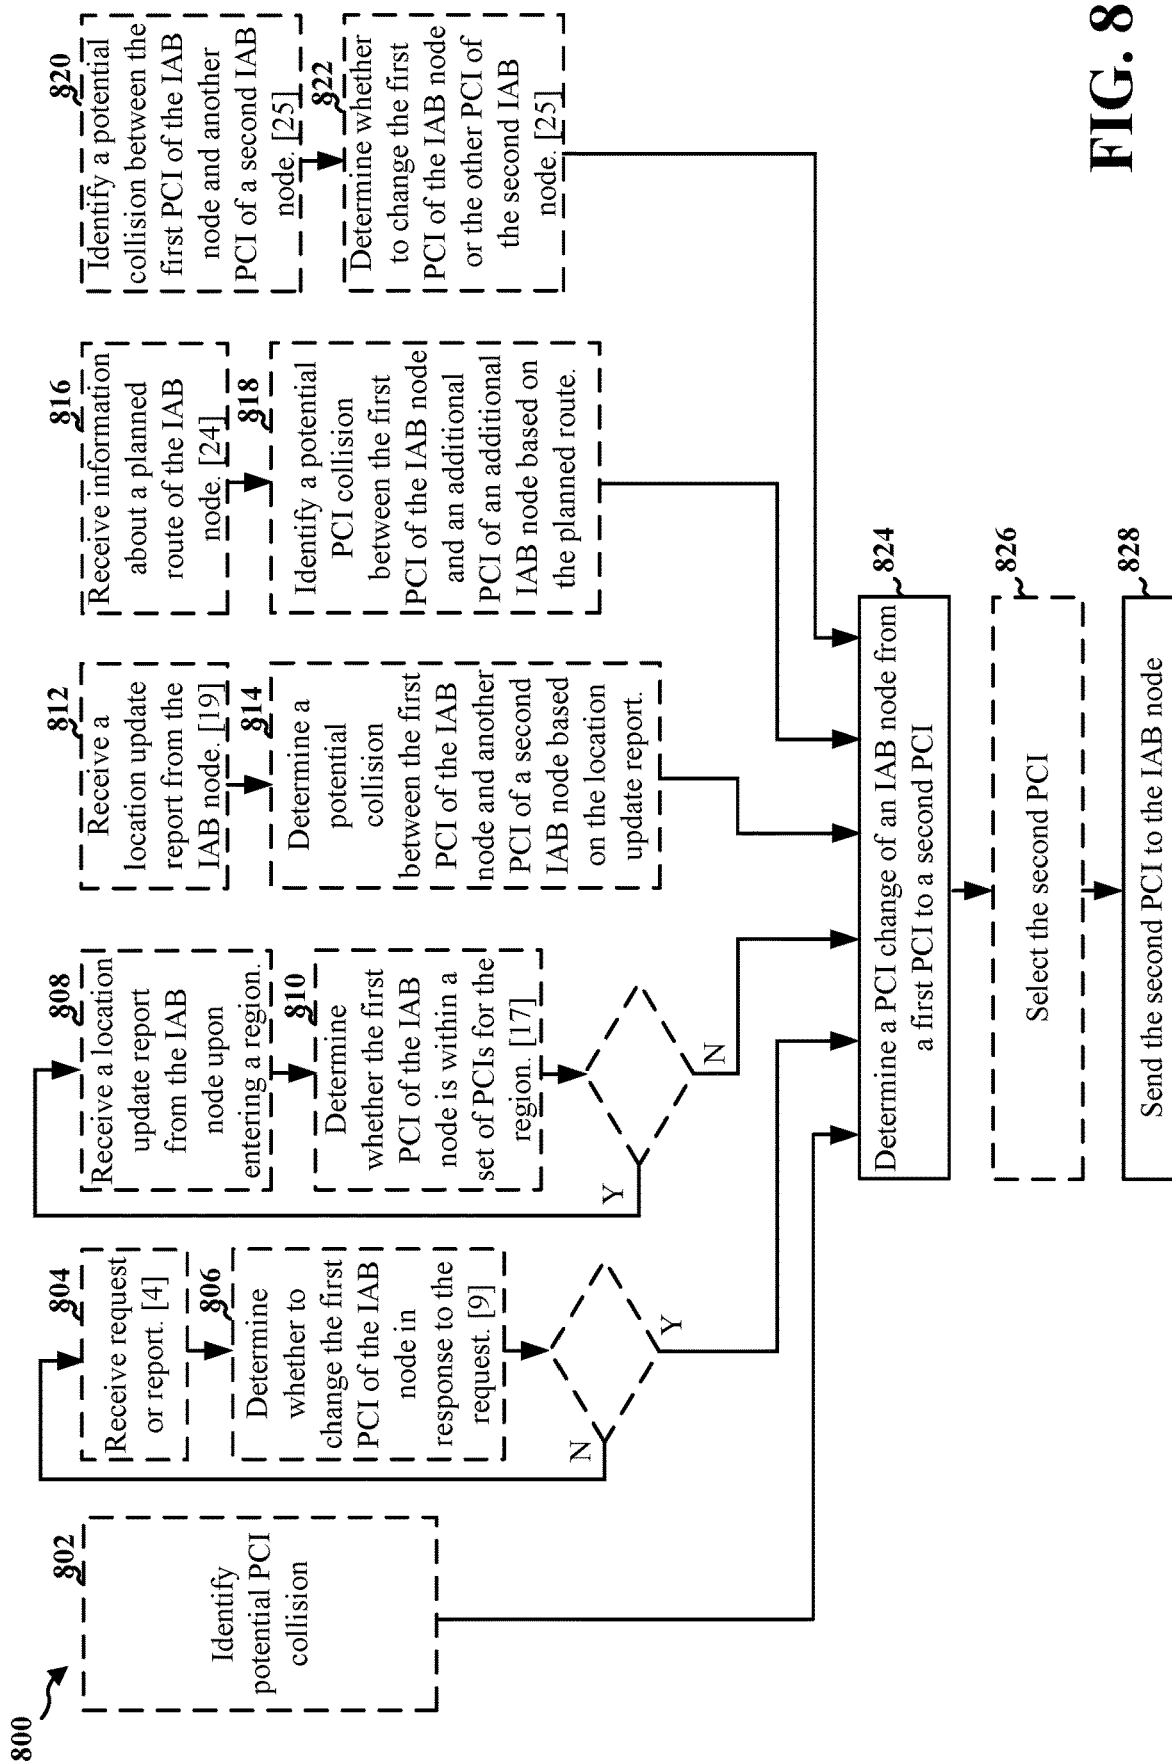 800
802
Identify
potential PCI
collision
804
Receive request
or report. [4]
806
Determine
whether to
change the first
PCI of the IAB
node in
response to the
request. [9]
N
Y
808
Receive a location
update report
from the IAB
node upon
entering a region.
810
Determine
whether the first
PCI of the IAB
node is within a
set of PCIs for the
region. [17]
Y
N
812
Receive a
location update
report from the
IAB node. [19]
814
Determine a
potential
collision
between the first
PCI of the IAB
node and another
PCI of a second
IAB node based
on the location
update report.
816
Receive information
about a planned
route of the IAB
node. [24]
818
Identify a potential
PCI collision
between the first
PCI of the IAB node
and an additional
PCI of an additional
IAB node based on
the planned route.
820
Identify a potential
collision between the
first PCI of the IAB
node and another
PCI of a second IAB
node. [25]
822
Determine whether
to change the first
PCI of the IAB node
or the other PCI of
the second IAB
node. [25]
824
Determine a PCI change of an IAB node from
a first PCI to a second PCI
826
Select the second PCI
828
Send the second PCI to the IAB node
FIG. 8